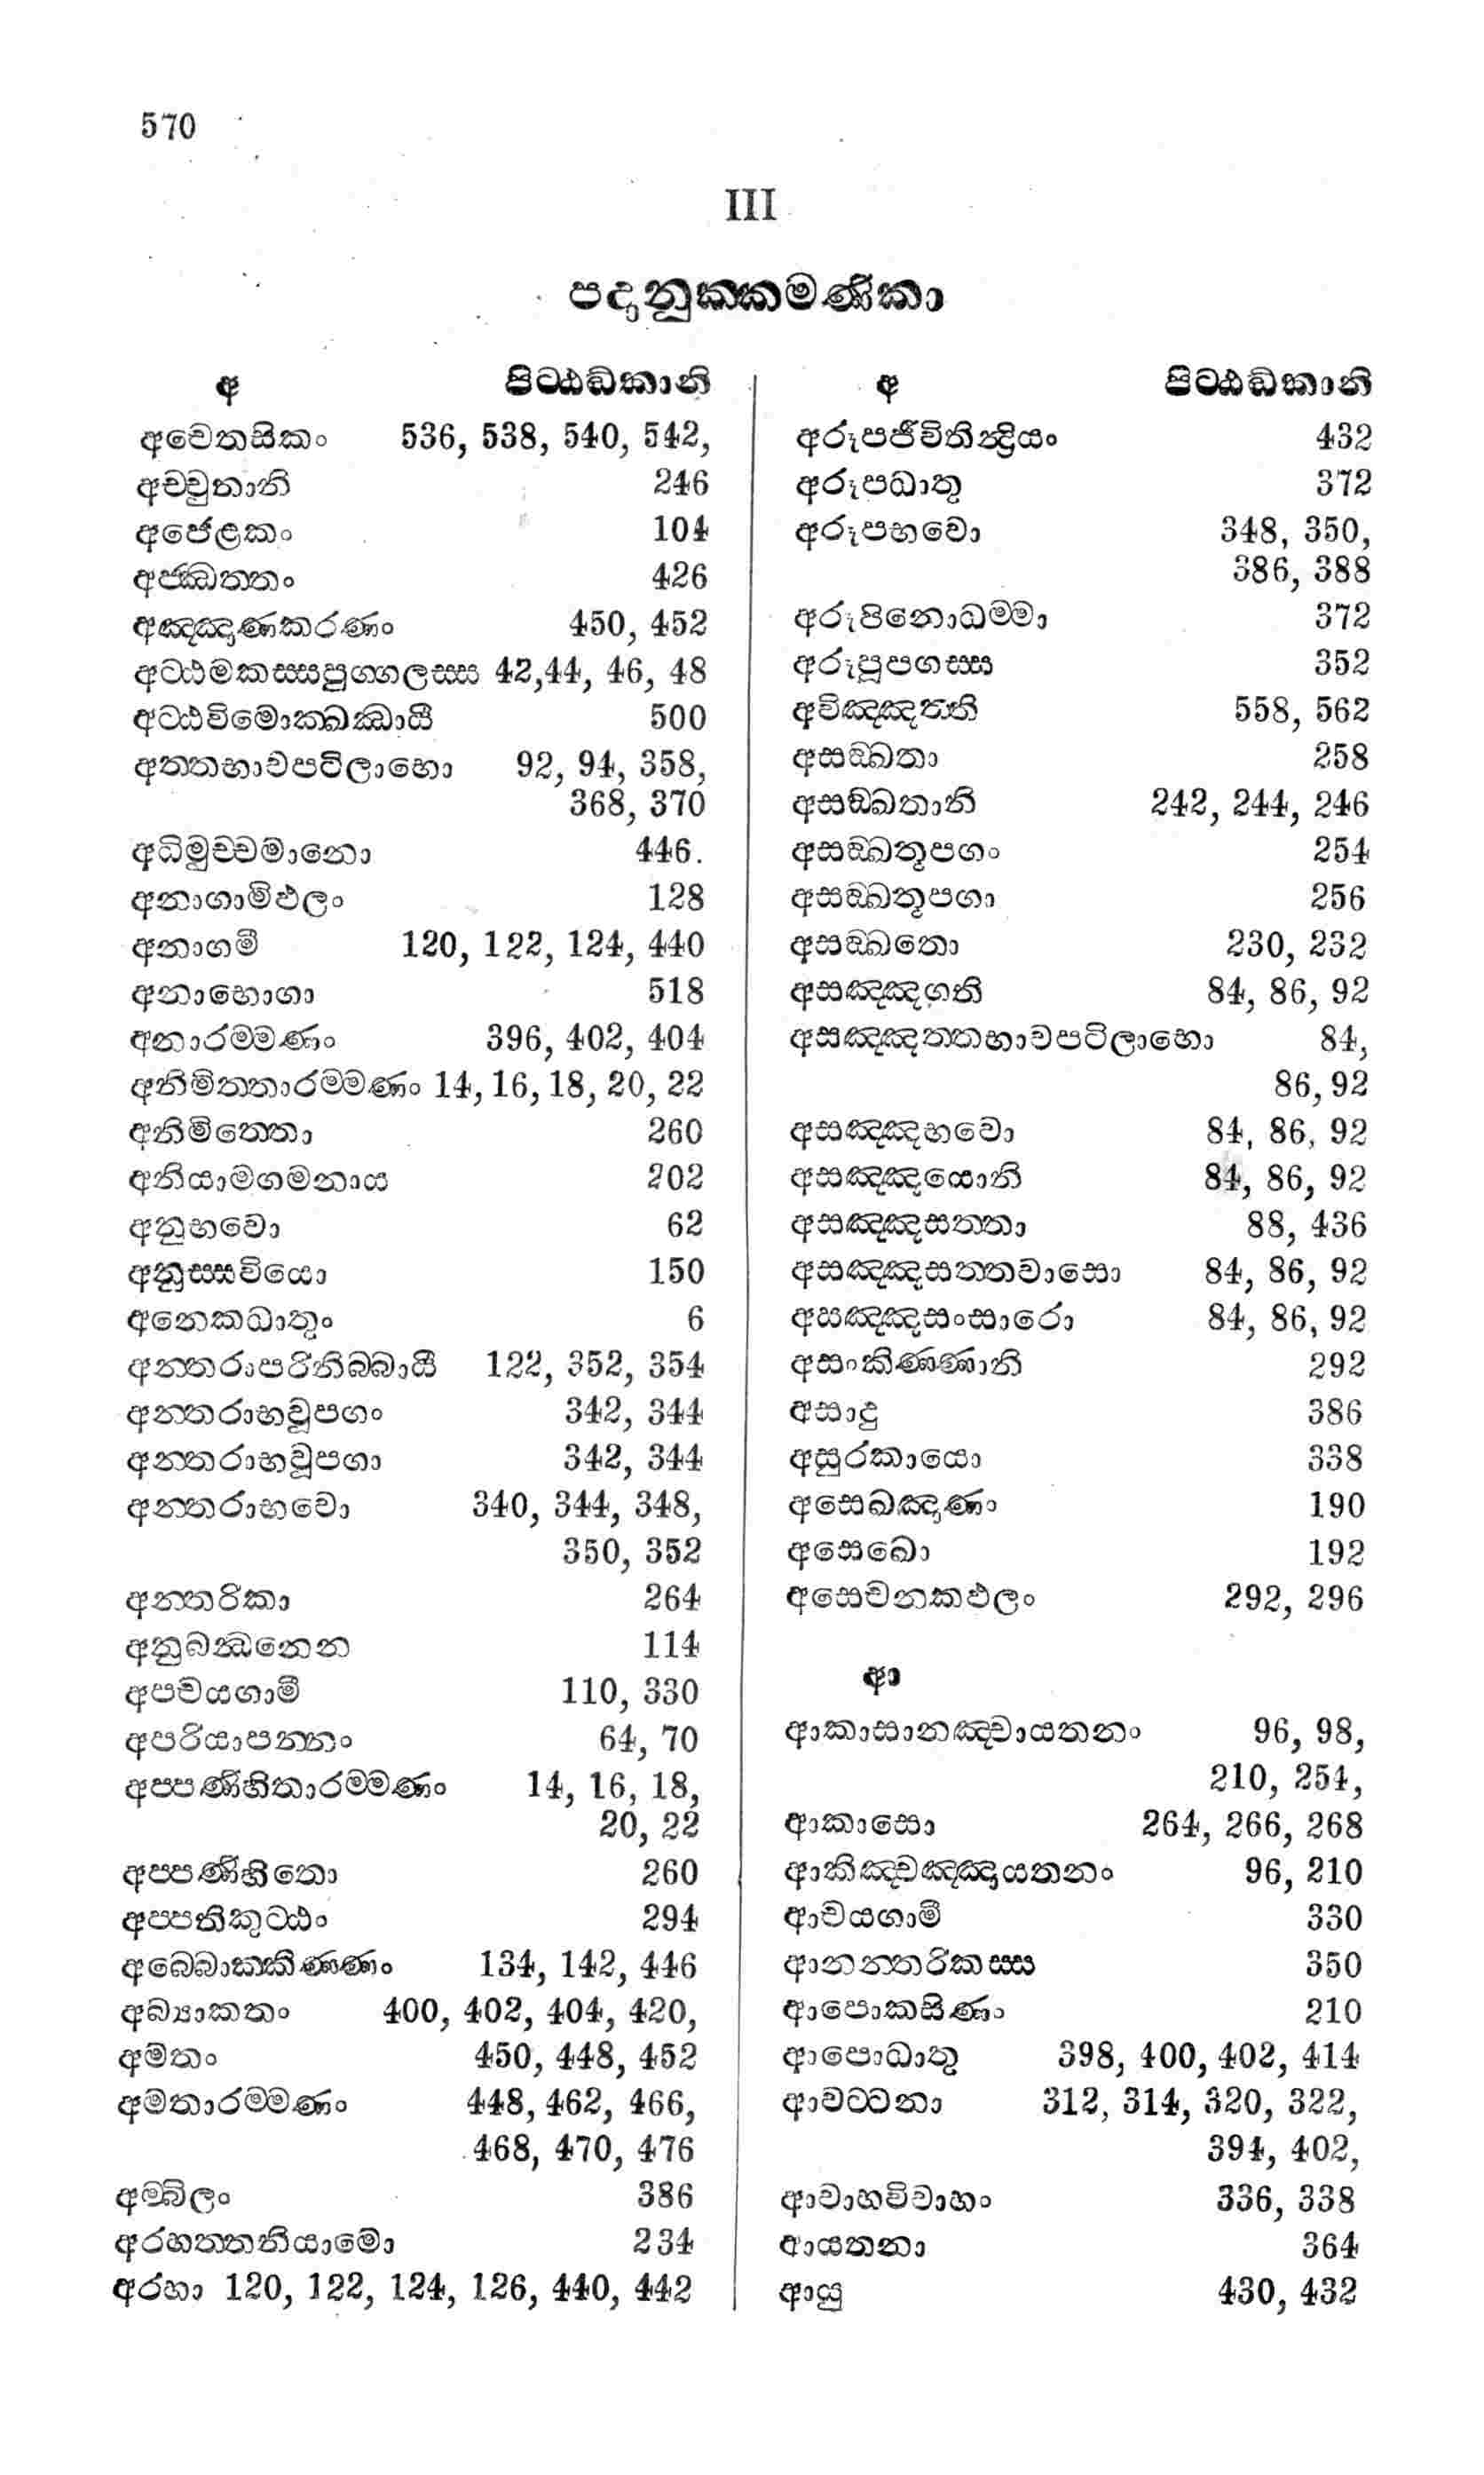 570
III
පදානුක්කමණිකා
අ පිට්ඨඞ්කානි
අචෙතසිකං 536, 538, 540, 542,
අච්චුතානි 246
අජෙළකං 104
අජ්ඣත්තං 426
අඤ්ඤාණකරණං 450, 452
අට්ඨමකස්සපුග්ගලස්ස 42,44, 46, 48
අට්ඨවිමොක්ඛඣායී 500
අත්තභාවපටිලාභො 92, 94, 358,
368, 370
අධිමුච්චමානො 446.
අනාගාමිඵලං 128
අනාගමී 120, 122, 124, 440
අනාභොගා 518
අනාරම්මණං 396, 402, 404
අනිමිත්තාරම්මණං 14, 16, 18, 20, 22
අනිමිත්තො 260
අනියාමගමනාය 202
අනුභවො 62
අනුස්සවියො 150
අනෙකධාතුං 6
අන්තරාපරිනිබ්බායී 122, 352, 354
අන්තරාභවූපගං 342, 344
අන්තරාභවූපගා 342, 344
අන්තරාභවො 340, 344, 348,
350, 352
අන්තරිකා 264
අනුබන්ධනෙන 114
අපචයගාමී 110, 330
අපරියාපන්නං 64, 70
අප්පණිහිතාරම්මණං 14, 16, 18,
20, 22
අප්පණිහිතො 260
අප්පතිකුට්ඨං 294
අබ්බොක්කිණ්ණං 134, 142, 446
අබ්‍යාකතං 400, 402, 404, 420,
අමතං 450, 448, 452
අමතාරම්මණං 448, 462, 466,
468, 470, 476
අම්බිලං 386
අරහත්තනියාමො 234
අරහා 120, 122, 124, 126, 440, 442
අ පිට්ඨඞ්කානි
අරූපජීවිතින්ද්‍රියං 432
අරූපධාතු 372
අරූපභවො 348, 350,
386, 388
අරූපිනොධම්මා 372
අරූපූපගස්ස 352
අවිඤ්ඤත්ති 558, 562
අසඞ්ඛතා 258
අසඞ්ඛතානි 242, 244, 246
අසඞ්ඛතූපගං 254
අසඞ්ඛතූපගා 256
අසඞ්ඛතො 230, 232
අසඤ්ඤගති 84, 86, 92
අසඤ්ඤත්තභාවපටිලාභො 84,
86, 92
අසඤ්ඤභවො 84, 86, 92
අසඤ්ඤයොනි 84, 86, 92
අසඤ්ඤසත්තා 88, 436
අසඤ්ඤසත්තවාසො 84, 86, 92
අසඤ්ඤසංසාරො 84, 86, 92
අසංකිණ්ණානි 292
අසාදු 386
අසුරකායො 338
අසෙඛඤාණං 190
අසෙඛො 192
අසෙචනකඵලං 292, 296
ආ
ආකාසානඤ්චායතනං 96, 98,
210, 254,
ආකාසො 264, 266, 268
ආකිඤ්චඤ්ඤායතනං 96, 210
ආචයගාමී 330
ආනන්තරිකස්ස 350
ආපොකසිණං 210
ආපොධාතු 398, 400, 402, 414
ආවට්ටනා 312, 314, 320, 322,
394, 402,
ආවාහවිවාහං 336, 338
ආයතනා 364
ආයු 430, 432